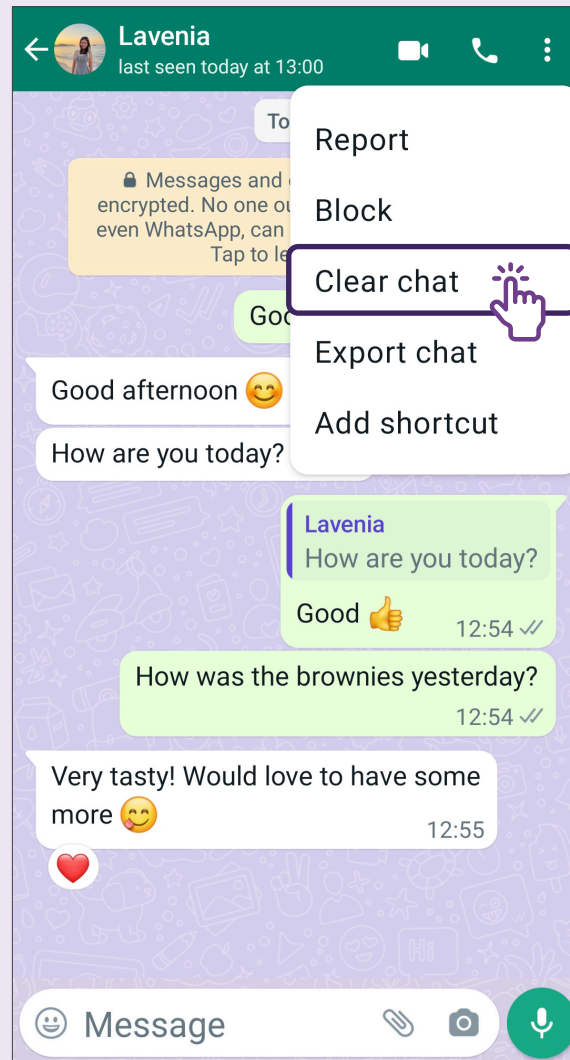 Lavenia
last seen today at 13:00
To
Report
Block
Clear chat
Export chat
Add shortcut
Messages and
encrypted. No one
even WhatsApp, can
Tap to
Good afternoon 😊
How are you today?
Lavenia
How are you today?
Good 👍
12:54
How was the brownies yesterday?
12:54
Very tasty! Would love to have some
more 😋
12:55
❤️
Message